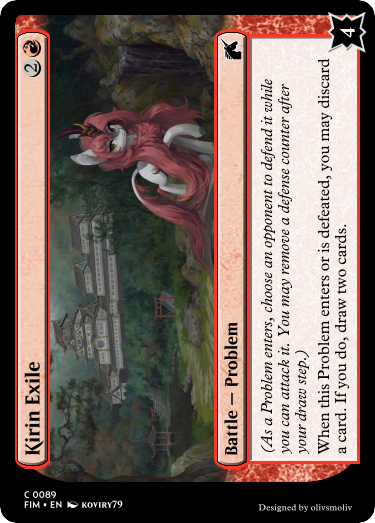 Kirin Exile 2
Battle — Problem
(As a Problem enters, choose an opponent to defend it while
you can attack it. You may remove a defense counter after
your draw step.)
When this Problem enters or is defeated, you may discard
a card. If you do, draw two cards.
4
C 0089
FIM • EN KOVIRY79
Designed by olivsmoliv